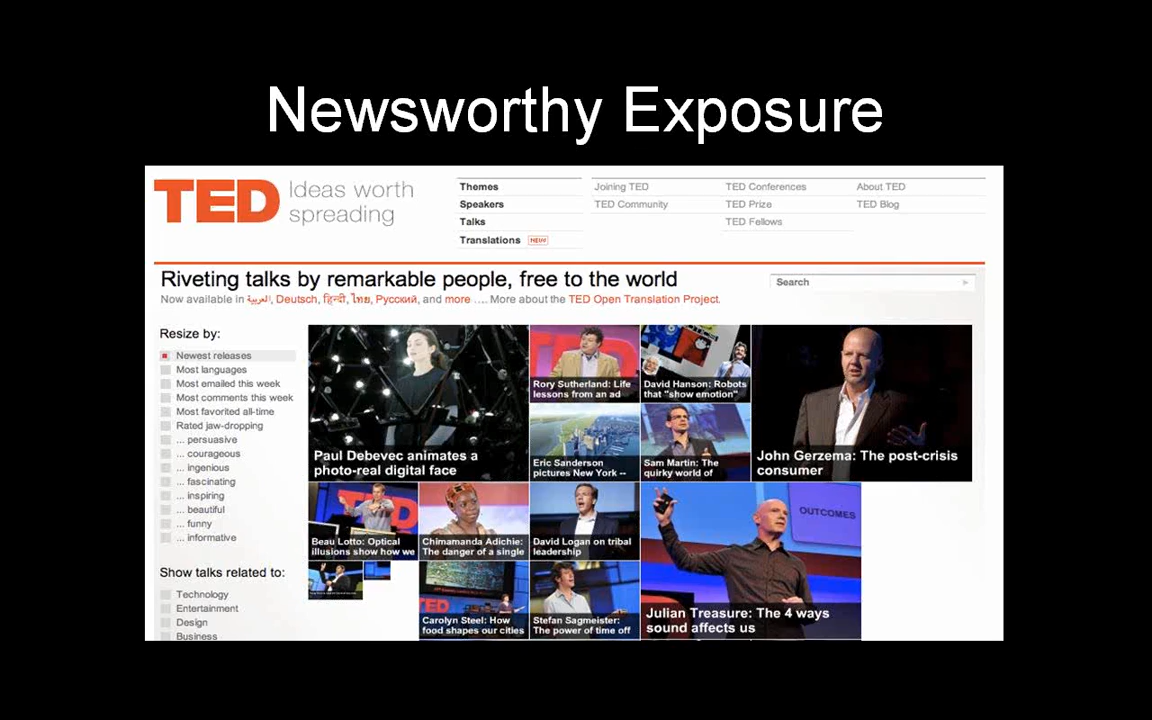 Newsworthy Exposure
TED Ideas worth
spreading
Themes
Speakers
Talks
Translations NEW!
Joining TED
TED Community
TED Conferences
TED Prize
TED Fellows
About TED
TED Blog
Riveting talks by remarkable people, free to the world
Now available in العربية, Deutsch, हिन्दी, ไทย, Русский, and more .... More about the TED Open Translation Project.
Search
Resize by:
Newest releases
Most languages
Most emailed this week
Most comments this week
Most favorited all-time
Rated jaw-dropping
... persuasive
... courageous
... ingenious
... fascinating
... inspiring
... beautiful
... funny
... informative
Show talks related to:
Technology
Entertainment
Design
Business
Paul Debevec animates a
photo-real digital face
Rory Sutherland: Life
lessons from an ad
David Hanson: Robots
that "show emotion"
Eric Sanderson
pictures New York --
Sam Martin: The
quirky world of
John Gerzema: The post-crisis
consumer
Beau Lotto: Optical
illusions show how we
Chimamanda Adichie:
The danger of a single
David Logan on tribal
leadership
TED
Carolyn Steel: How
food shapes our cities
Stefan Sagmeister:
The power of time off
OUTCOMES
Julian Treasure: The 4 ways
sound affects us